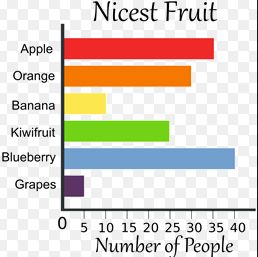 Nicest Fruit
Apple
Orange
Banana
Kiwifruit
Blueberry
Grapes
0 5 10 15 20 25 30 35 40
Number of People